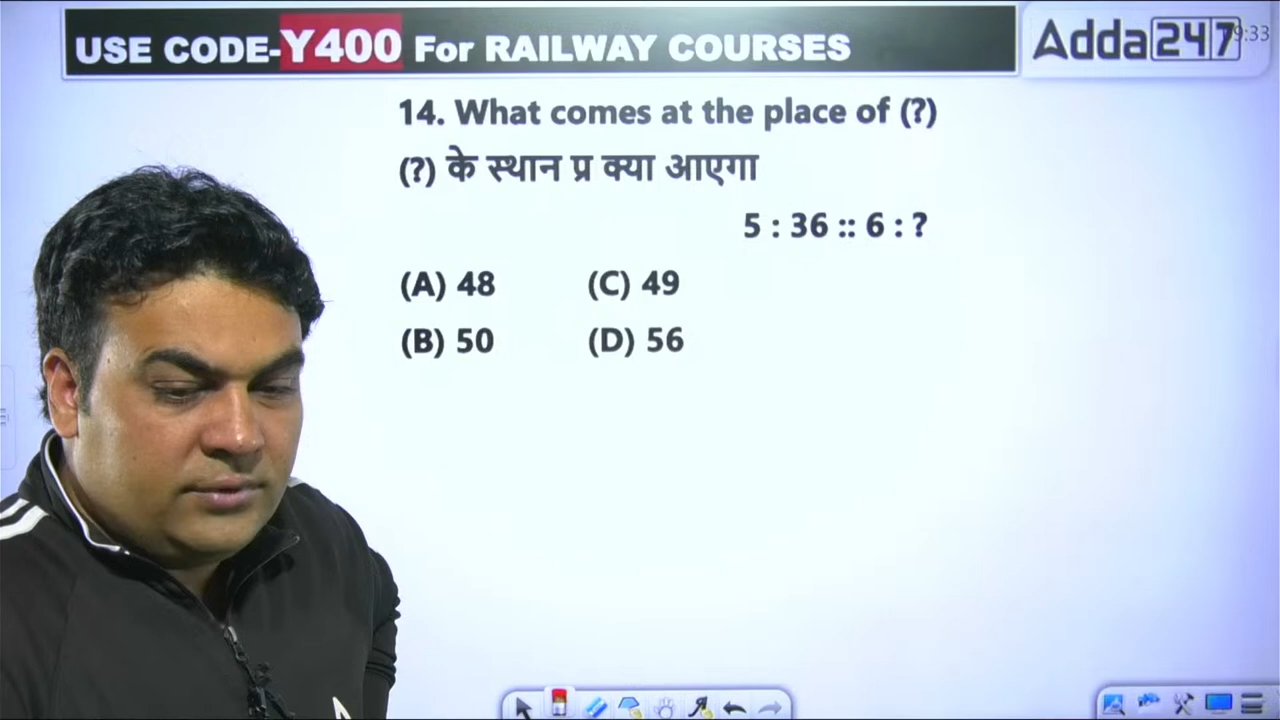 USE CODE-Y400 For RAILWAY COURSES
Adda247
14. What comes at the place of (?)
(?) के स्थान प्र क्या आएगा
5 : 36 :: 6 : ?
(A) 48 (C) 49
(B) 50 (D) 56